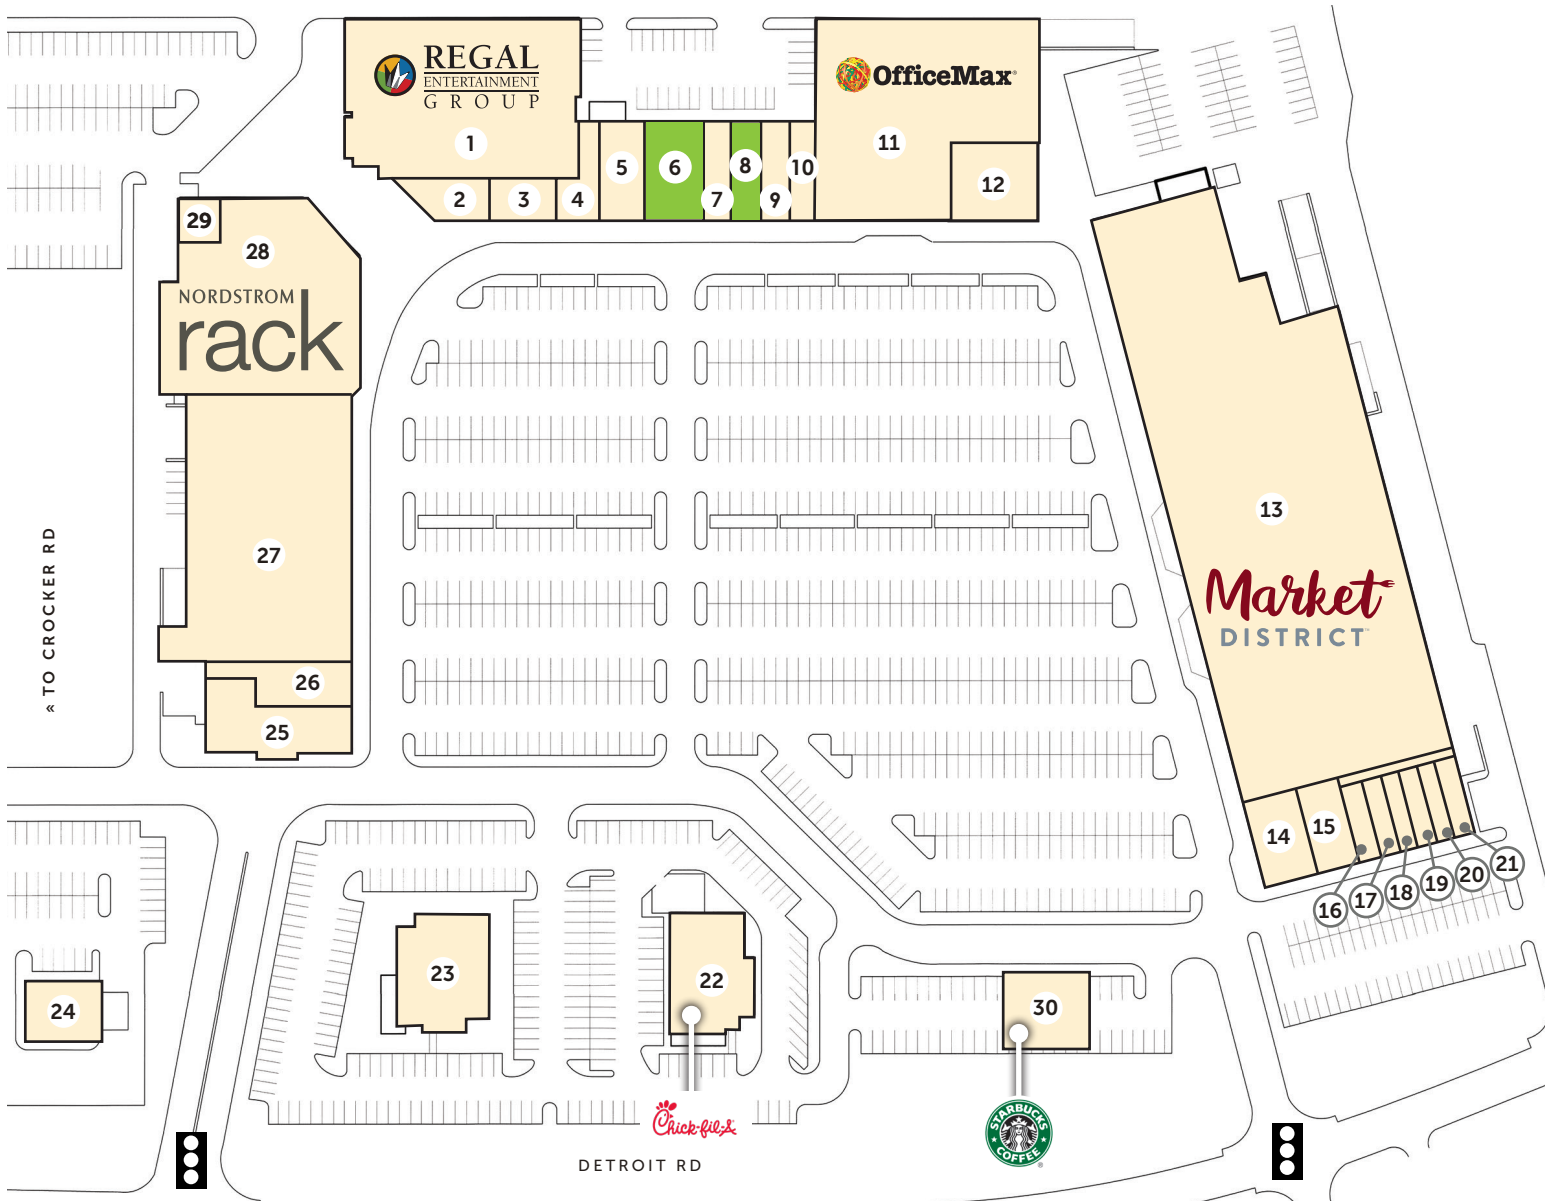 REGAL
ENTERTAINMENT
GROUP
OfficeMax®
1
2
3
4
5
6
7
8
9
10
11
12
29
28
NORDSTROM
rack
27
26
25
« TO CROCKER RD
13
Market
DISTRICT™
14
15
16
17
18
19
20
21
24
23
22
30
Chick-fil-A
STARBUCKS
COFFEE
®
DETROIT RD